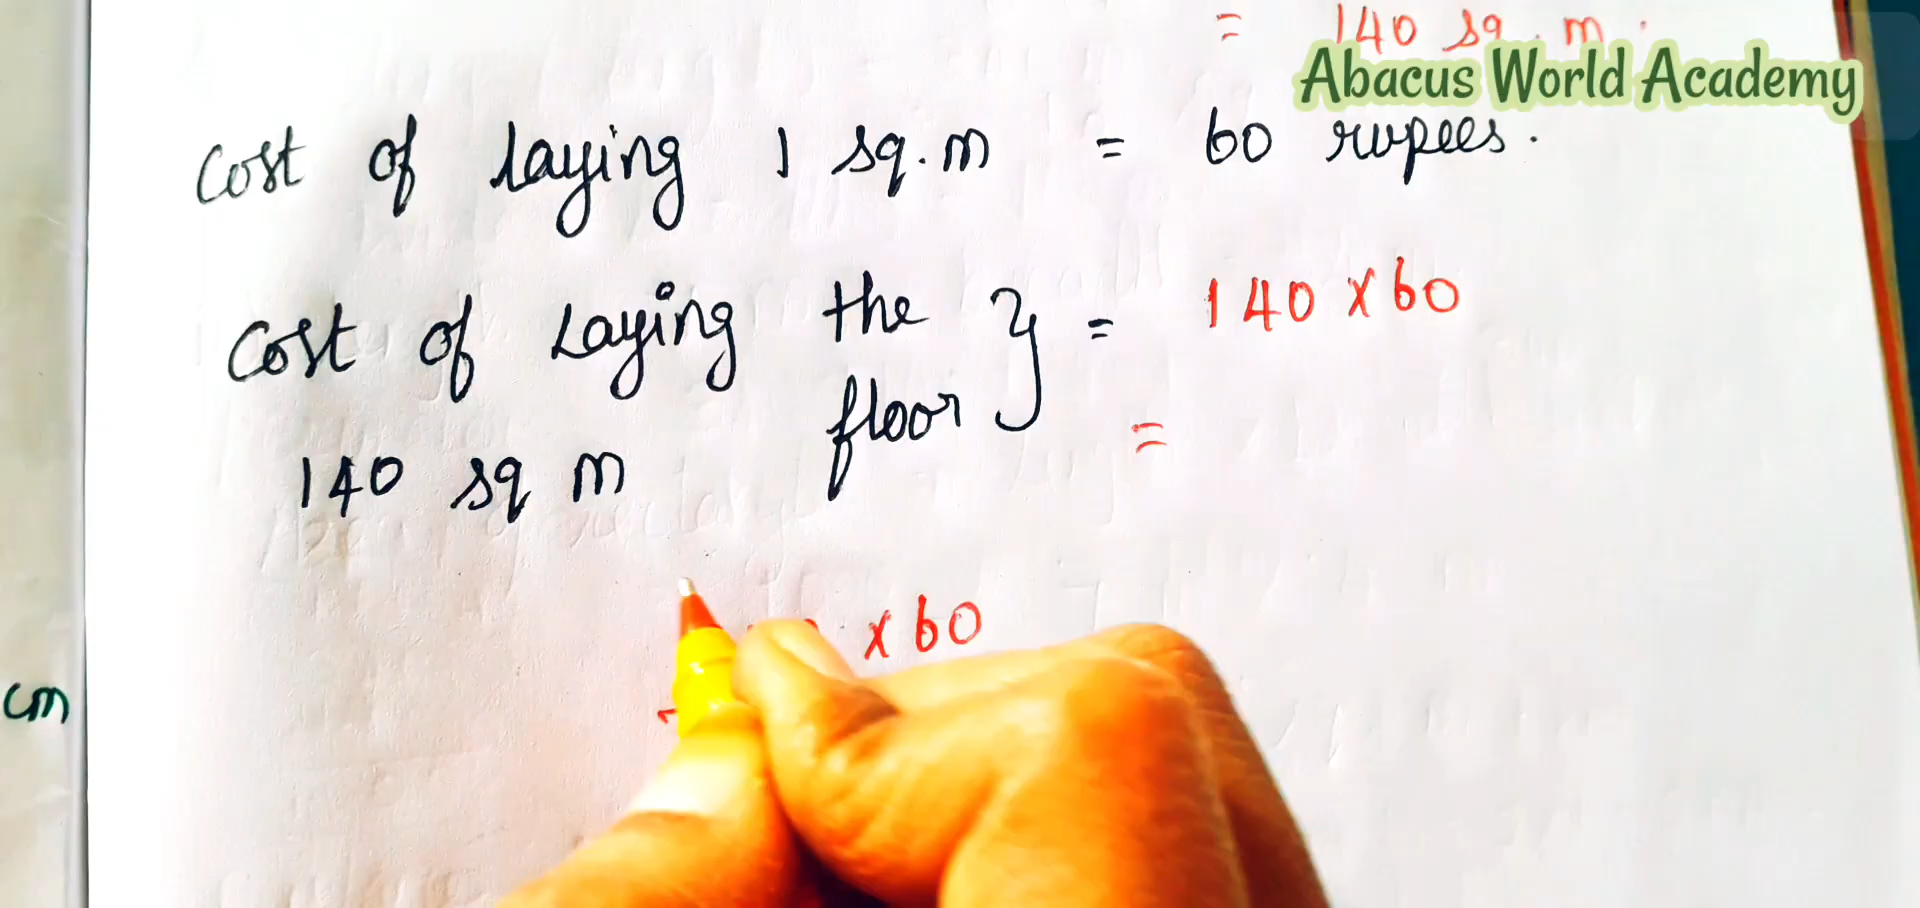 = 140 sq. m.
Abacus World Academy
Cost of laying 1 sq.m = 60 rupees.
Cost of Laying the } = 140 x 60
floor
140 sq m
=
x 60
cm